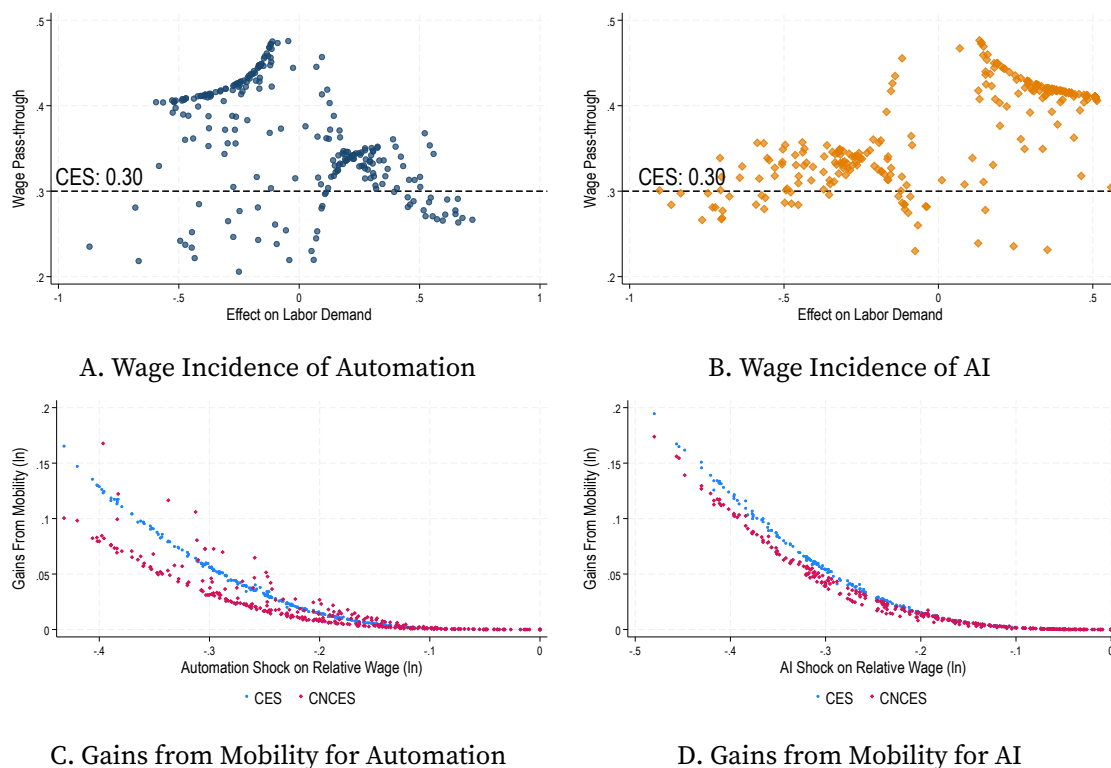 .5
.4
.3
.2
Wage Pass-through
CES: 0.30
-1
-.5
0
.5
1
Effect on Labor Demand
A. Wage Incidence of Automation
.5
.4
.3
.2
Wage Pass-through
CES: 0.30
-1
-.5
0
.5
Effect on Labor Demand
B. Wage Incidence of AI
.2
.15
.1
.05
0
Gains From Mobility (ln)
-.4
-.3
-.2
-.1
0
Automation Shock on Relative Wage (ln)
CES CNCES
C. Gains from Mobility for Automation
.2
.15
.1
.05
0
Gains From Mobility (ln)
-.5
-.4
-.3
-.2
-.1
0
AI Shock on Relative Wage (ln)
CES CNCES
D. Gains from Mobility for AI